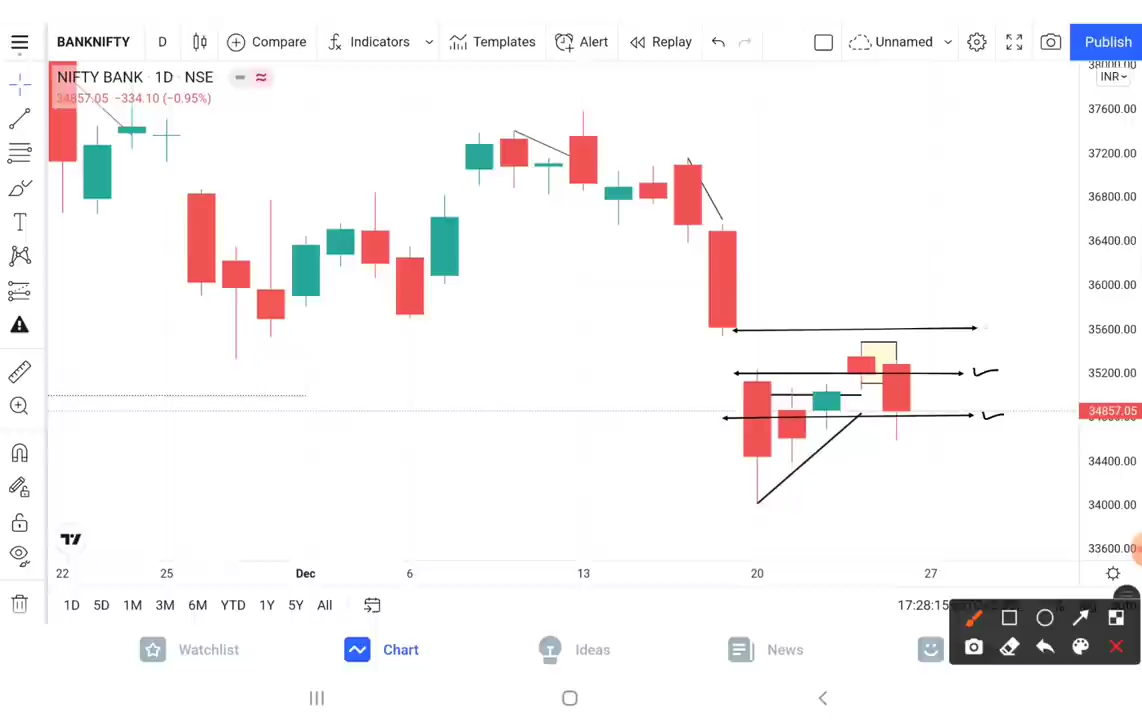 BANKNIFTY D Compare Indicators Templates Alert Replay Unnamed Publish
NIFTY BANK · 1D · NSE
34857.05 −334.10 (−0.95%)
38000.00
INR
37600.00
37200.00
36800.00
36400.00
36000.00
35600.00
35200.00
34857.05
34400.00
34000.00
33600.00
22 25 Dec 6 13 20 27
1D 5D 1M 3M 6M YTD 1Y 5Y All
17:28:15
auto
Watchlist Chart Ideas News